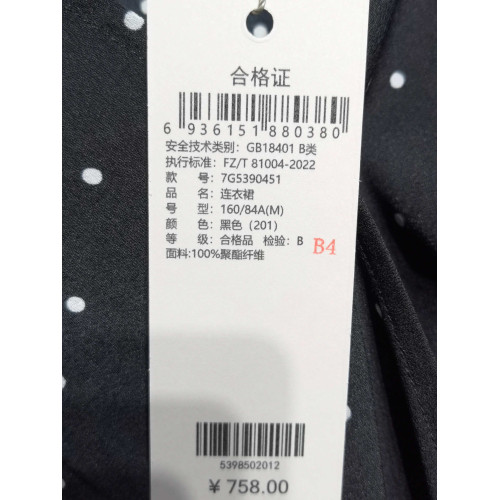 合格证
6 936151 880380
安全技术类别: GB18401 B类
执行标准: FZ/T 81004-2022
款 号: 7G5390451
品 名: 连衣裙
号 型: 160/84A(M)
颜 色: 黑色 (201)
等 级: 合格品 检验: B B4
面料:100%聚酯纤维
5398502012
¥ 758.00